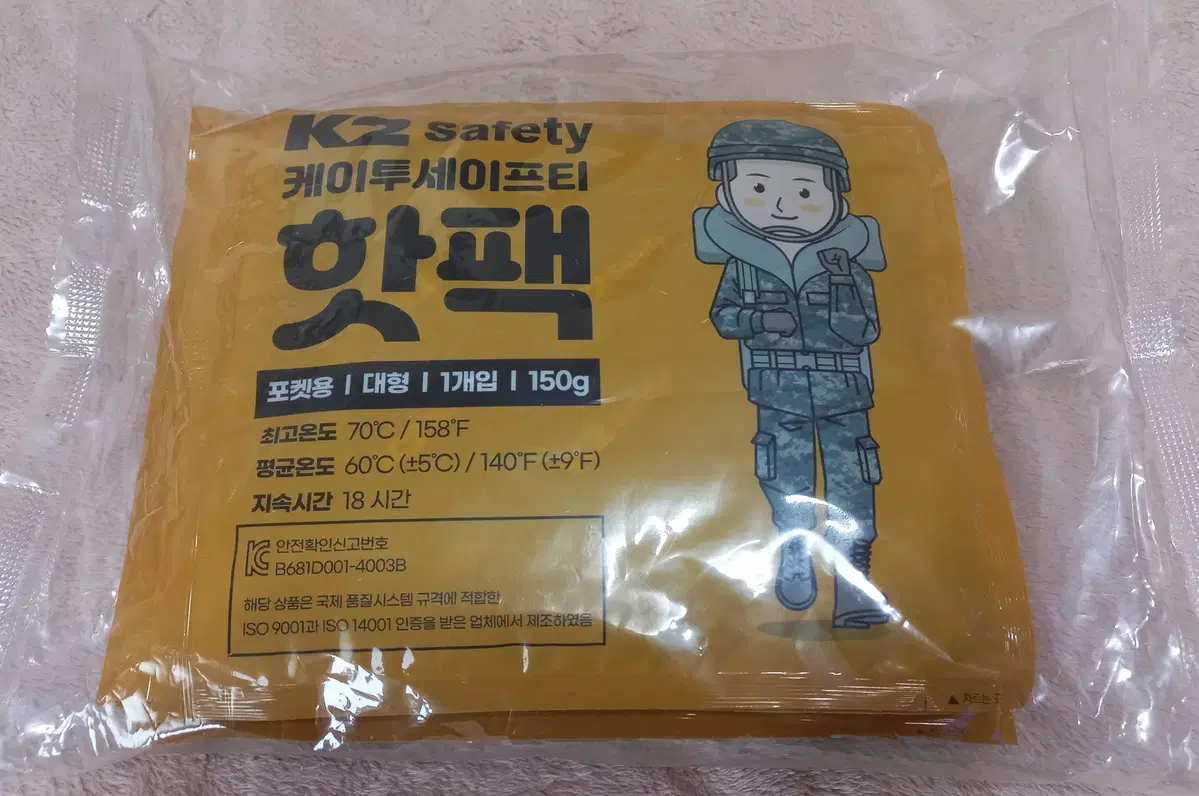 K2 safety
케이투세이프티
핫팩
포켓용 | 대형 | 1개입 | 150g
최고온도 70℃ / 158℉
평균온도 60℃ (±5℃) / 140℉ (±9℉)
지속시간 18 시간
안전확인신고번호
B681D001-4003B
해당 상품은 국제 품질시스템 규격에 적합한
ISO 9001과 ISO 14001 인증을 받은 업체에서 제조하였음
▲ 자르는 곳